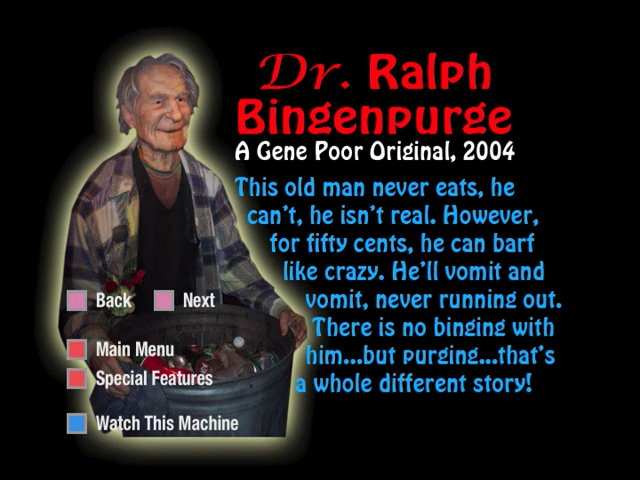 Dr. Ralph
Bingenpurge
A Gene Poor Original, 2004
This old man never eats, he
can't, he isn't real. However,
for fifty cents, he can barf
like crazy. He'll vomit and
vomit, never running out.
There is no binging with
him...but purging...that's
a whole different story!
Back Next
Main Menu
Special Features
Watch This Machine